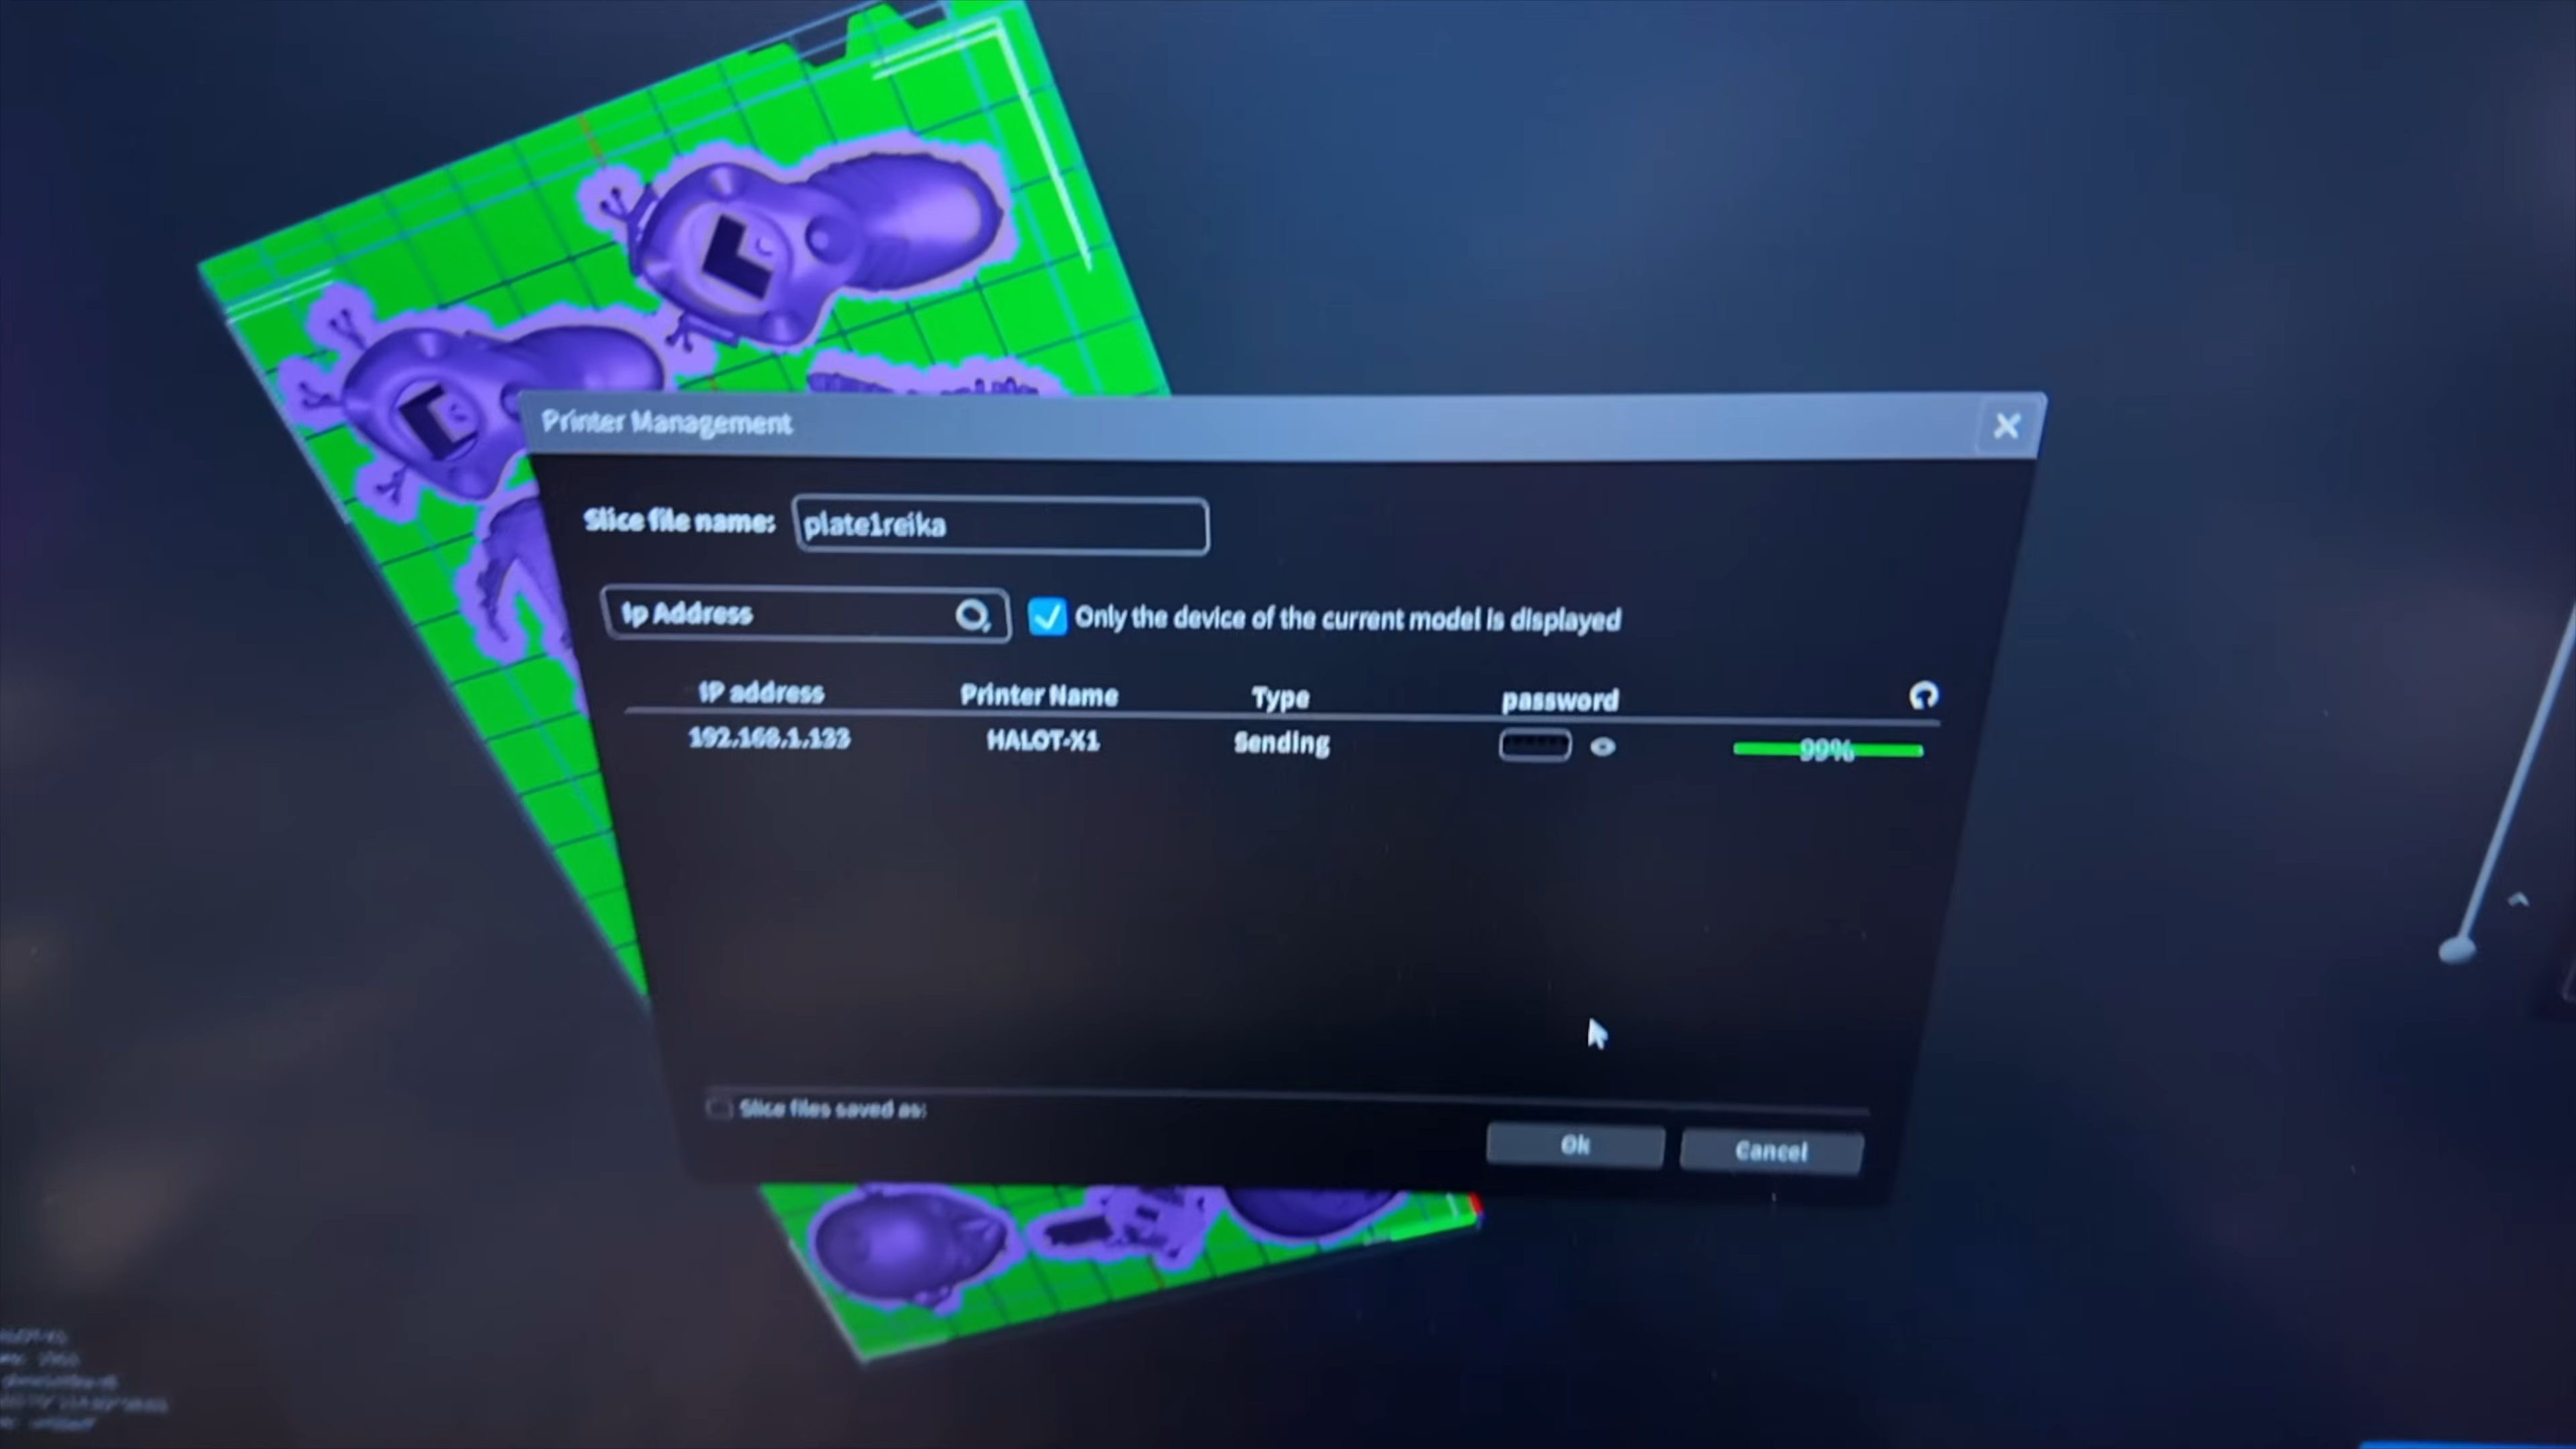 Printer Management
Slice file name: plate1reika
Ip Address
Only the device of the current model is displayed
IP address Printer Name Type password
192.168.1.133 HALOT-X1 Sending 99%
Slice files saved as:
Ok Cancel